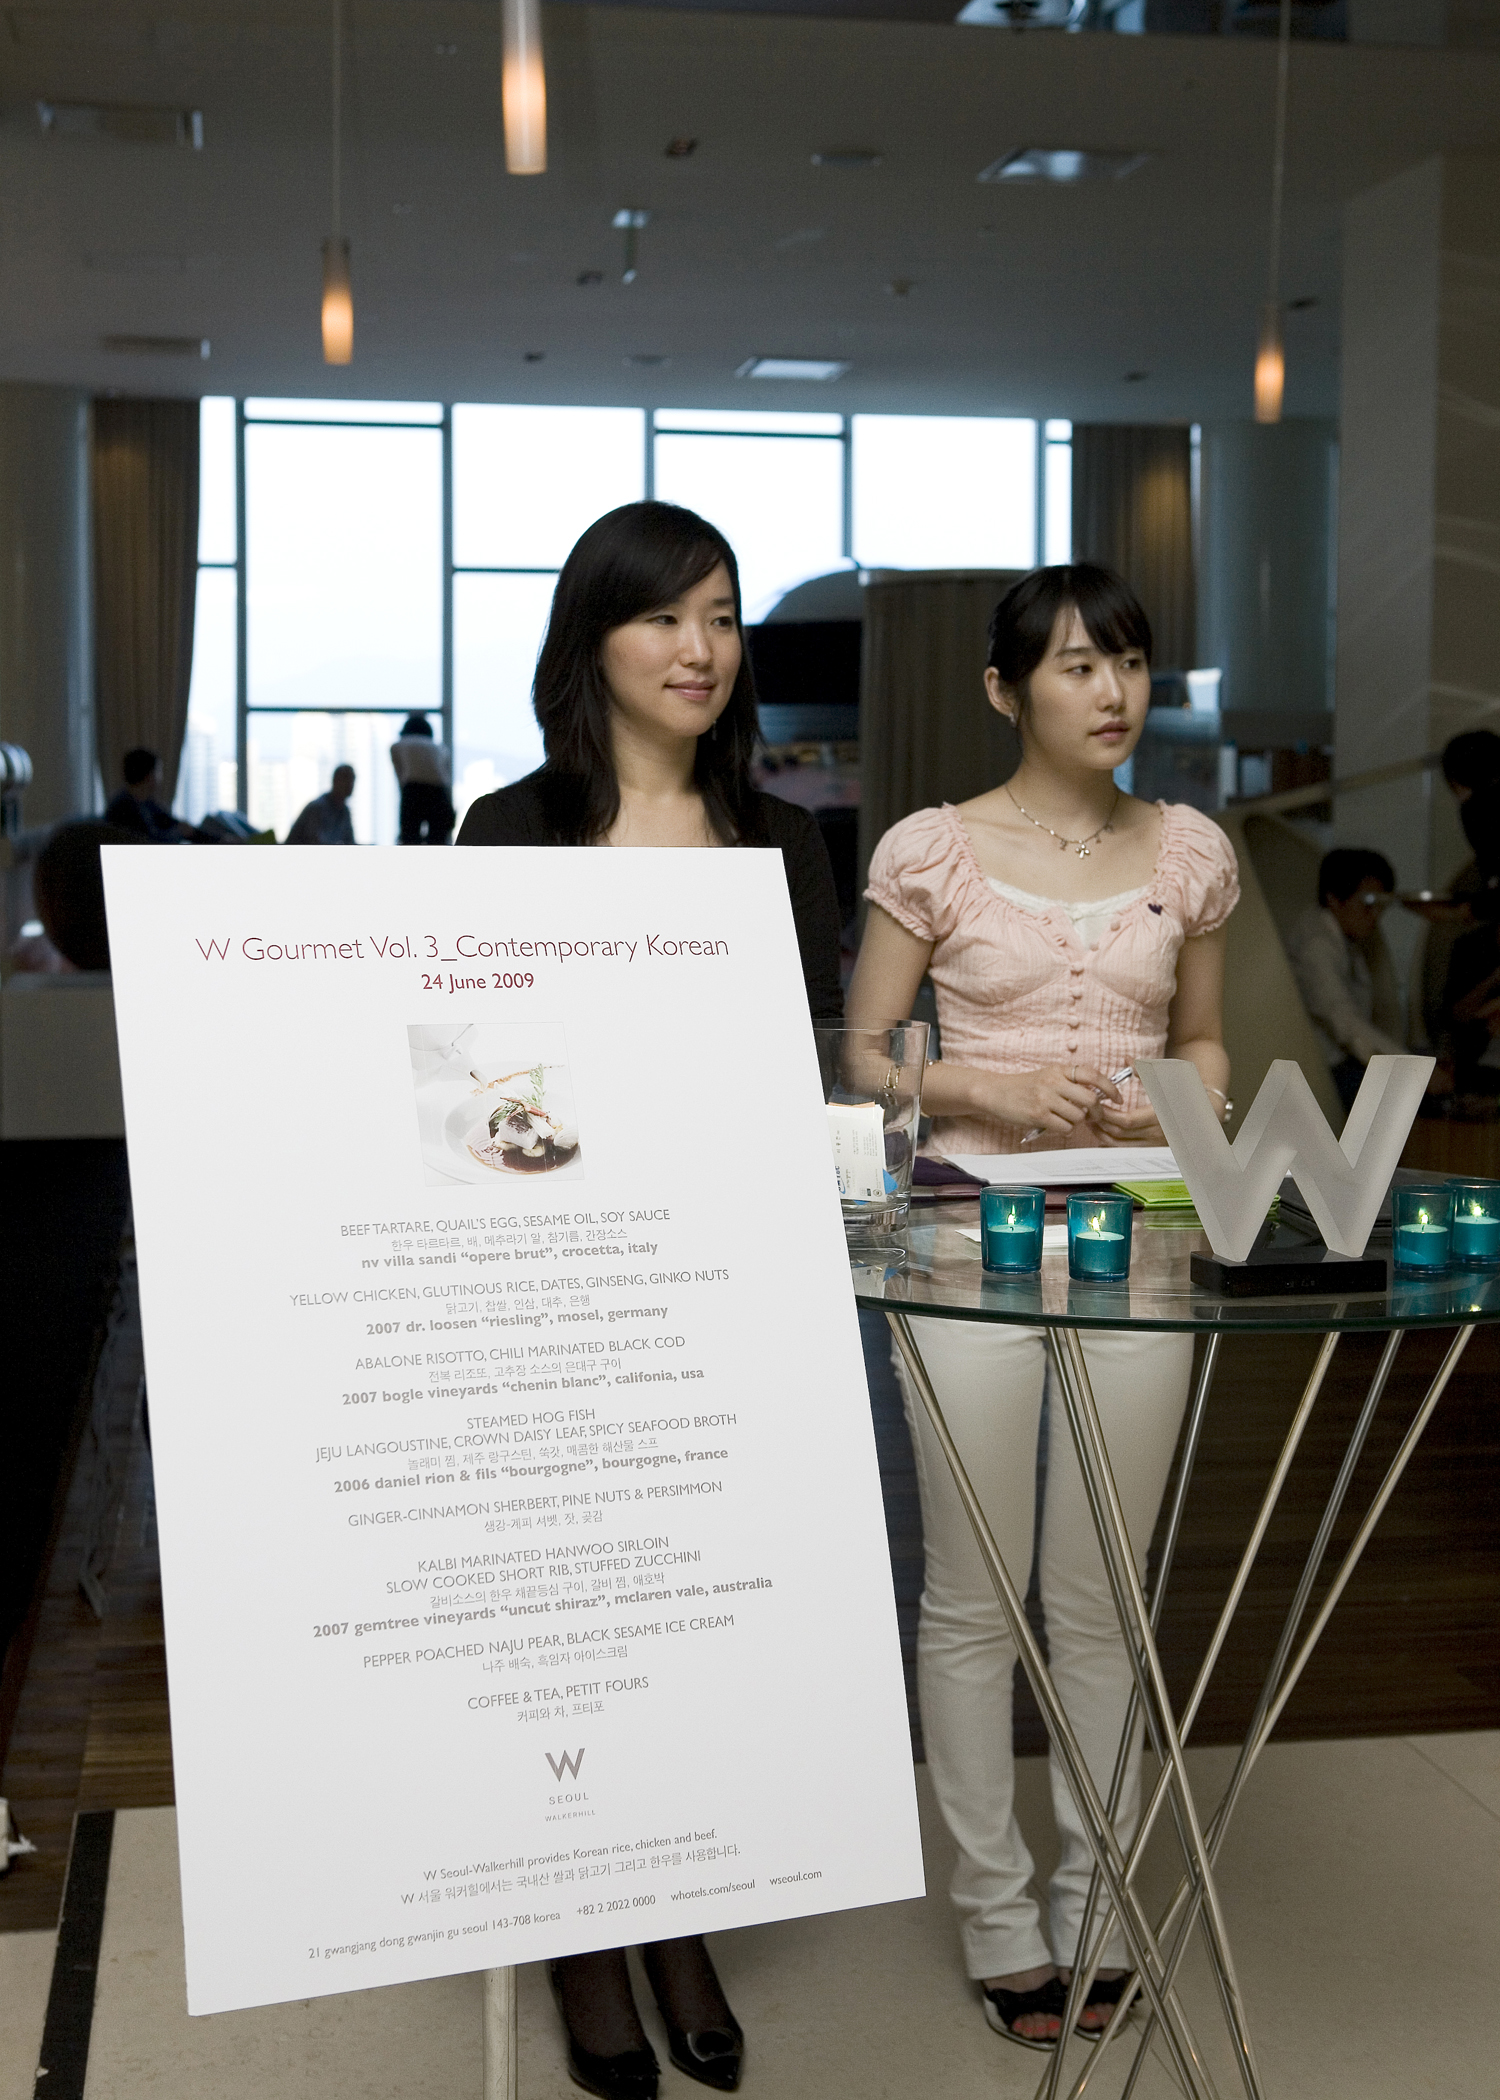 W Gourmet Vol. 3_Contemporary Korean
24 June 2009
BEEF TARTARE, QUAIL'S EGG, SESAME OIL, SOY SAUCE
한우 타르타르, 배, 메추라기 알, 참기름, 간장소스
nv villa sandi “opere brut”, crocetta, italy
YELLOW CHICKEN, GLUTINOUS RICE, DATES, GINSENG, GINKO NUTS
닭고기, 찹쌀, 인삼, 대추, 은행
2007 dr. loosen “riesling”, mosel, germany
ABALONE RISOTTO, CHILI MARINATED BLACK COD
전복 리조또, 고추장 소스의 은대구 구이
2007 bogle vineyards “chenin blanc”, califonia, usa
STEAMED HOG FISH
JEJU LANGOUSTINE, CROWN DAISY LEAF, SPICY SEAFOOD BROTH
놀래미 찜, 제주 랑구스틴, 쑥갓, 매콤한 해산물 스프
2006 daniel rion & fils “bourgogne”, bourgogne, france
GINGER-CINNAMON SHERBERT, PINE NUTS & PERSIMMON
생강-계피 셔벳, 잣, 곶감
KALBI MARINATED HANWOO SIRLOIN
SLOW COOKED SHORT RIB, STUFFED ZUCCHINI
갈비소스의 한우 채끝등심 구이, 갈비 찜, 애호박
2007 gemtree vineyards “uncut shiraz”, mclaren vale, australia
PEPPER POACHED NAJU PEAR, BLACK SESAME ICE CREAM
나주 배숙, 흑임자 아이스크림
COFFEE & TEA, PETIT FOURS
커피와 차, 프티포
W
SEOUL
WALKERHILL
W Seoul-Walkerhill provides Korean rice, chicken and beef.
W 서울 워커힐에서는 국내산 쌀과 닭고기 그리고 한우를 사용합니다.
21 gwangjang dong gwanjin gu seoul 143-708 korea +82 2 2022 0000 whotels.com/seoul wseoul.com
W